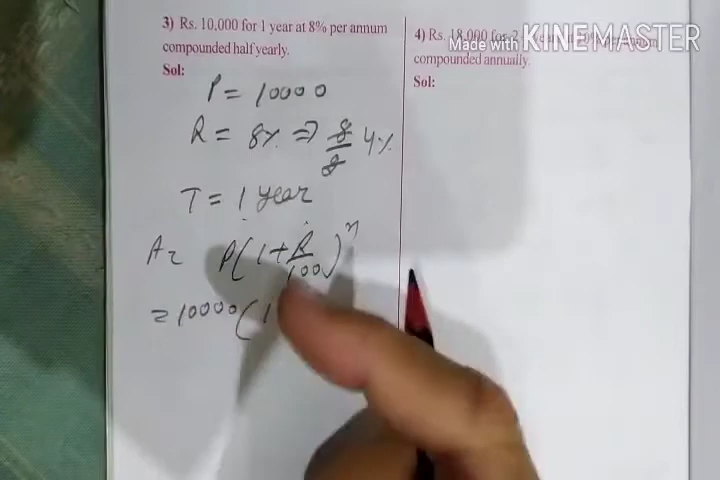 3) Rs. 10,000 for 1 year at 8% per annum
compounded half yearly.
Sol:
P = 10000
R = 8% => 8/2 4%
T = 1 year
A = P(1+R/100)^n
= 10000(1
4) Rs. 18,000 for 2
compounded annually.
Sol:
Made with KINEMASTER